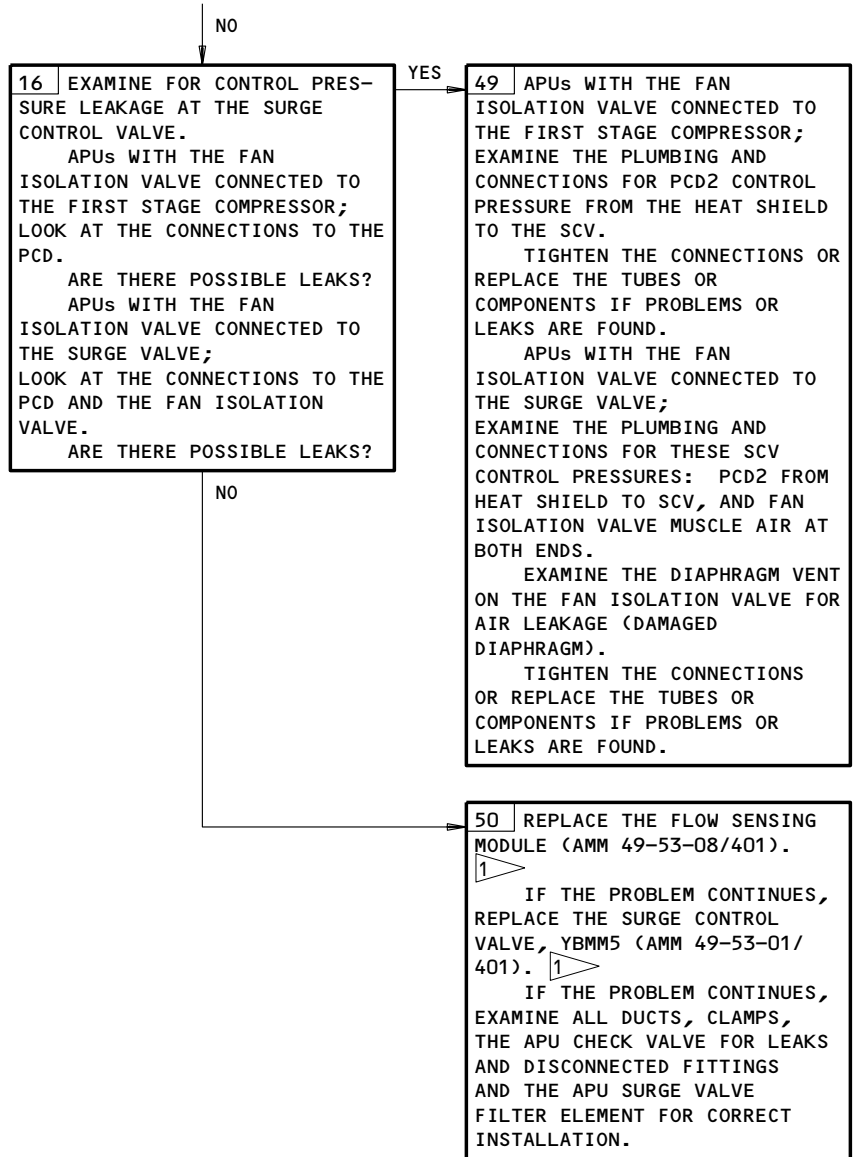 NO
16 EXAMINE FOR CONTROL PRES-
SURE LEAKAGE AT THE SURGE
CONTROL VALVE.
APUs WITH THE FAN
ISOLATION VALVE CONNECTED TO
THE FIRST STAGE COMPRESSOR;
LOOK AT THE CONNECTIONS TO THE
PCD.
ARE THERE POSSIBLE LEAKS?
APUs WITH THE FAN
ISOLATION VALVE CONNECTED TO
THE SURGE VALVE;
LOOK AT THE CONNECTIONS TO THE
PCD AND THE FAN ISOLATION
VALVE.
ARE THERE POSSIBLE LEAKS?
YES
49 APUs WITH THE FAN
ISOLATION VALVE CONNECTED TO
THE FIRST STAGE COMPRESSOR;
EXAMINE THE PLUMBING AND
CONNECTIONS FOR PCD2 CONTROL
PRESSURE FROM THE HEAT SHIELD
TO THE SCV.
TIGHTEN THE CONNECTIONS OR
REPLACE THE TUBES OR
COMPONENTS IF PROBLEMS OR
LEAKS ARE FOUND.
APUs WITH THE FAN
ISOLATION VALVE CONNECTED TO
THE SURGE VALVE;
EXAMINE THE PLUMBING AND
CONNECTIONS FOR THESE SCV
CONTROL PRESSURES: PCD2 FROM
HEAT SHIELD TO SCV, AND FAN
ISOLATION VALVE MUSCLE AIR AT
BOTH ENDS.
EXAMINE THE DIAPHRAGM VENT
ON THE FAN ISOLATION VALVE FOR
AIR LEAKAGE (DAMAGED
DIAPHRAGM).
TIGHTEN THE CONNECTIONS
OR REPLACE THE TUBES OR
COMPONENTS IF PROBLEMS OR
LEAKS ARE FOUND.
NO
50 REPLACE THE FLOW SENSING
MODULE (AMM 49-53-08/401).
1
IF THE PROBLEM CONTINUES,
REPLACE THE SURGE CONTROL
VALVE, YBMM5 (AMM 49-53-01/
401). 1
IF THE PROBLEM CONTINUES,
EXAMINE ALL DUCTS, CLAMPS,
THE APU CHECK VALVE FOR LEAKS
AND DISCONNECTED FITTINGS
AND THE APU SURGE VALVE
FILTER ELEMENT FOR CORRECT
INSTALLATION.